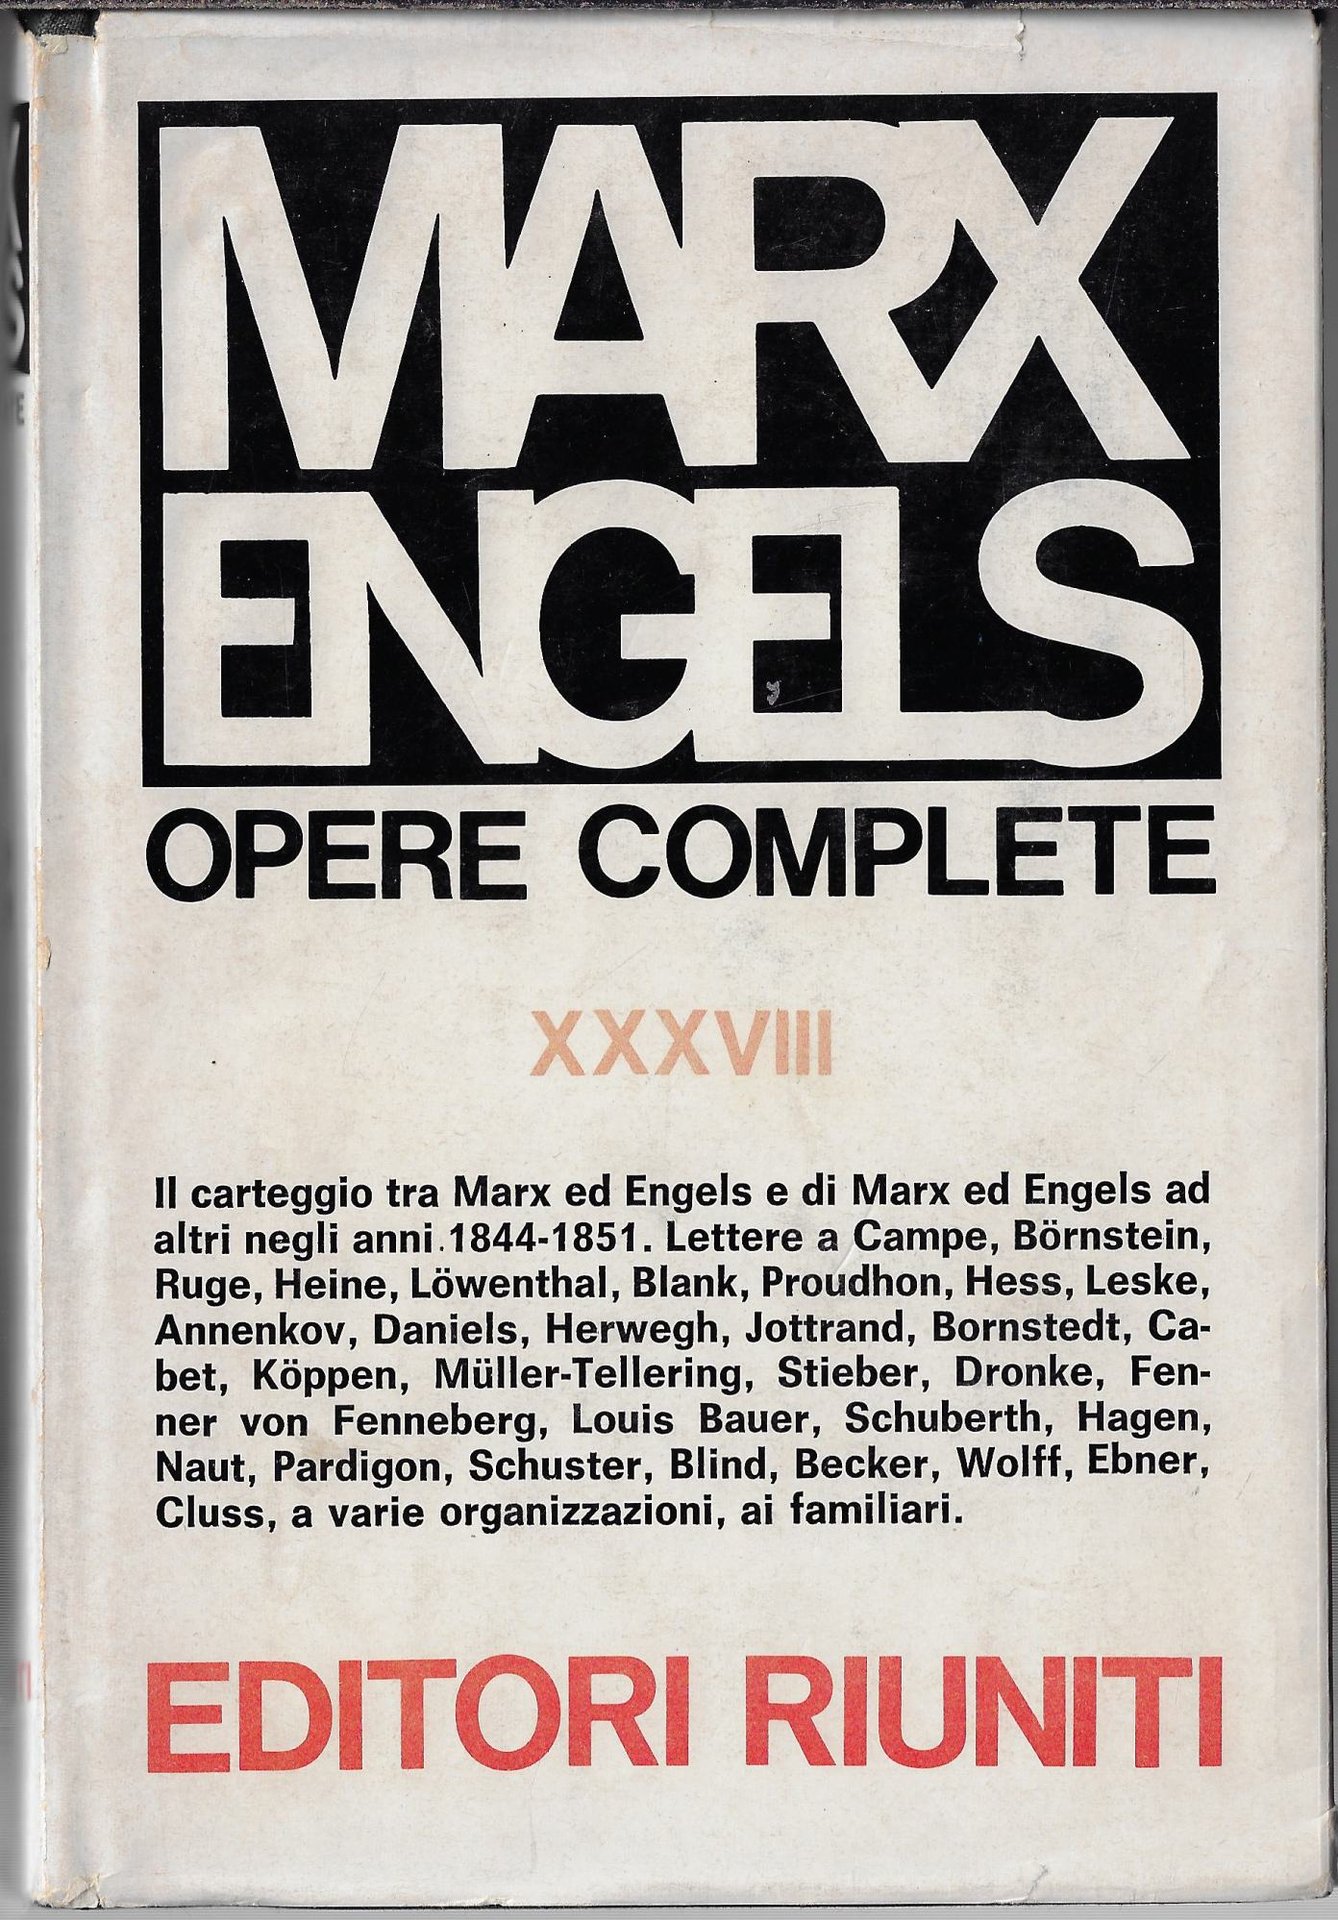 MARX
ENGELS
OPERE COMPLETE
XXXVIII
Il carteggio tra Marx ed Engels e di Marx ed Engels ad
altri negli anni 1844-1851. Lettere a Campe, Börnstein,
Ruge, Heine, Löwenthal, Blank, Proudhon, Hess, Leske,
Annenkov, Daniels, Herwegh, Jottrand, Bornstedt, Ca-
bet, Köppen, Müller-Tellering, Stieber, Dronke, Fen-
ner von Fenneberg, Louis Bauer, Schuberth, Hagen,
Naut, Pardigon, Schuster, Blind, Becker, Wolff, Ebner,
Cluss, a varie organizzazioni, ai familiari.
EDITORI RIUNITI